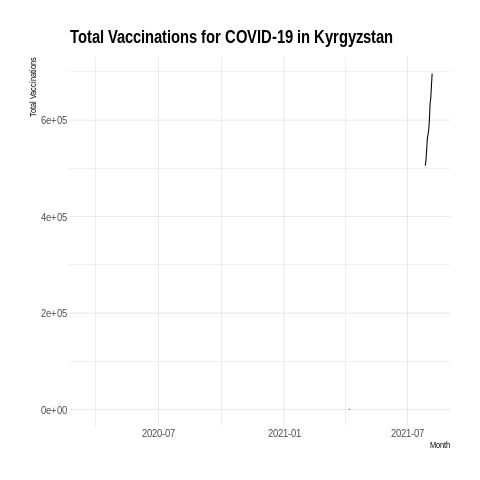 Total Vaccinations for COVID-19 in Kyrgyzstan
Total Vaccinations
6e+05
4e+05
2e+05
0e+00
2020-07 2021-01 2021-07
Month